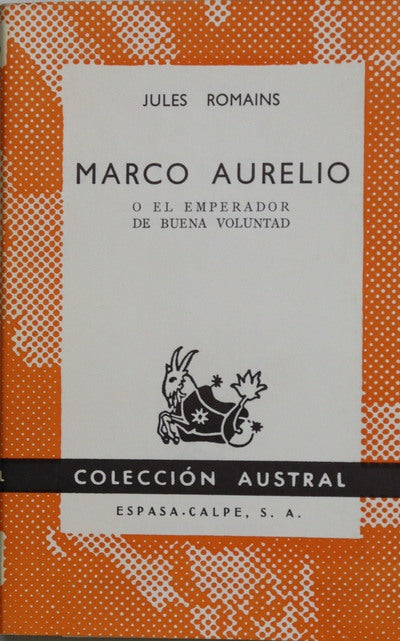 JULES ROMAINS
MARCO AURELIO
O EL EMPERADOR
DE BUENA VOLUNTAD
COLECCIÓN AUSTRAL
ESPASA-CALPE, S. A.